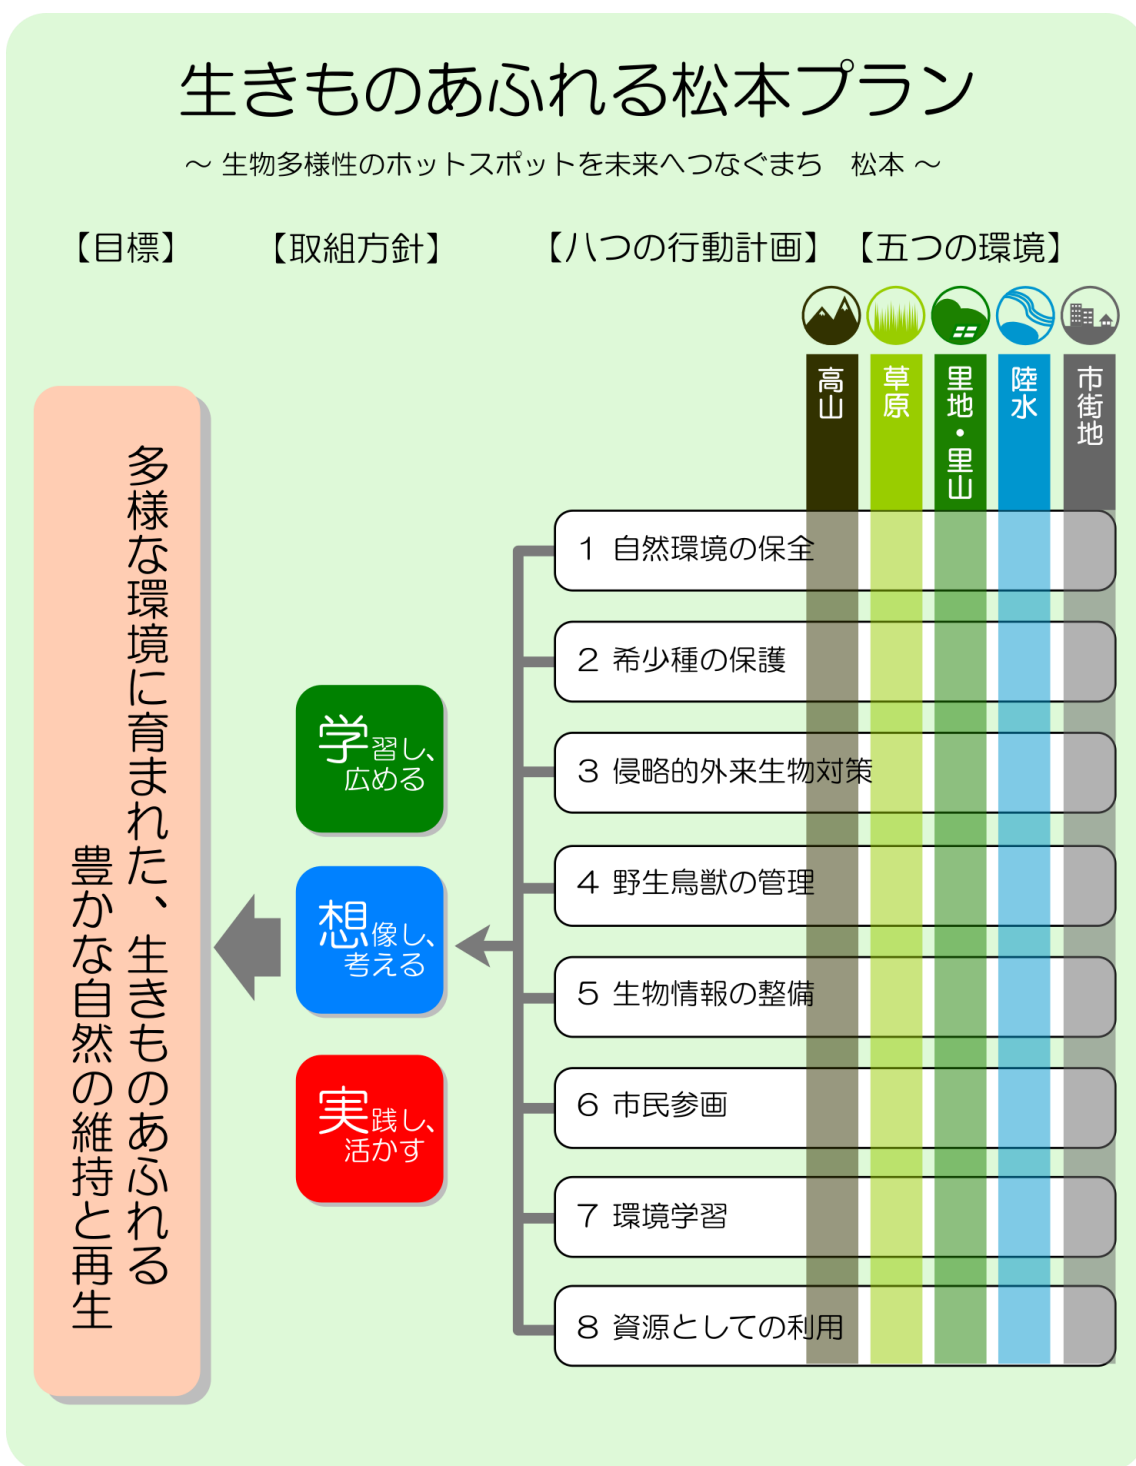 生きものあふれる松本プラン
～ 生物多様性のホットスポットを未来へつなぐまち　松本 ～
【目標】
【取組方針】
【八つの行動計画】
【五つの環境】
高山
草原
里地・里山
陸水
市街地
多様な環境に育まれた、生きものあふれる
豊かな自然の維持と再生
学習し、
広める
想像し、
考える
実践し、
活かす
1 自然環境の保全
2 希少種の保護
3 侵略的外来生物対策
4 野生鳥獣の管理
5 生物情報の整備
6 市民参画
7 環境学習
8 資源としての利用